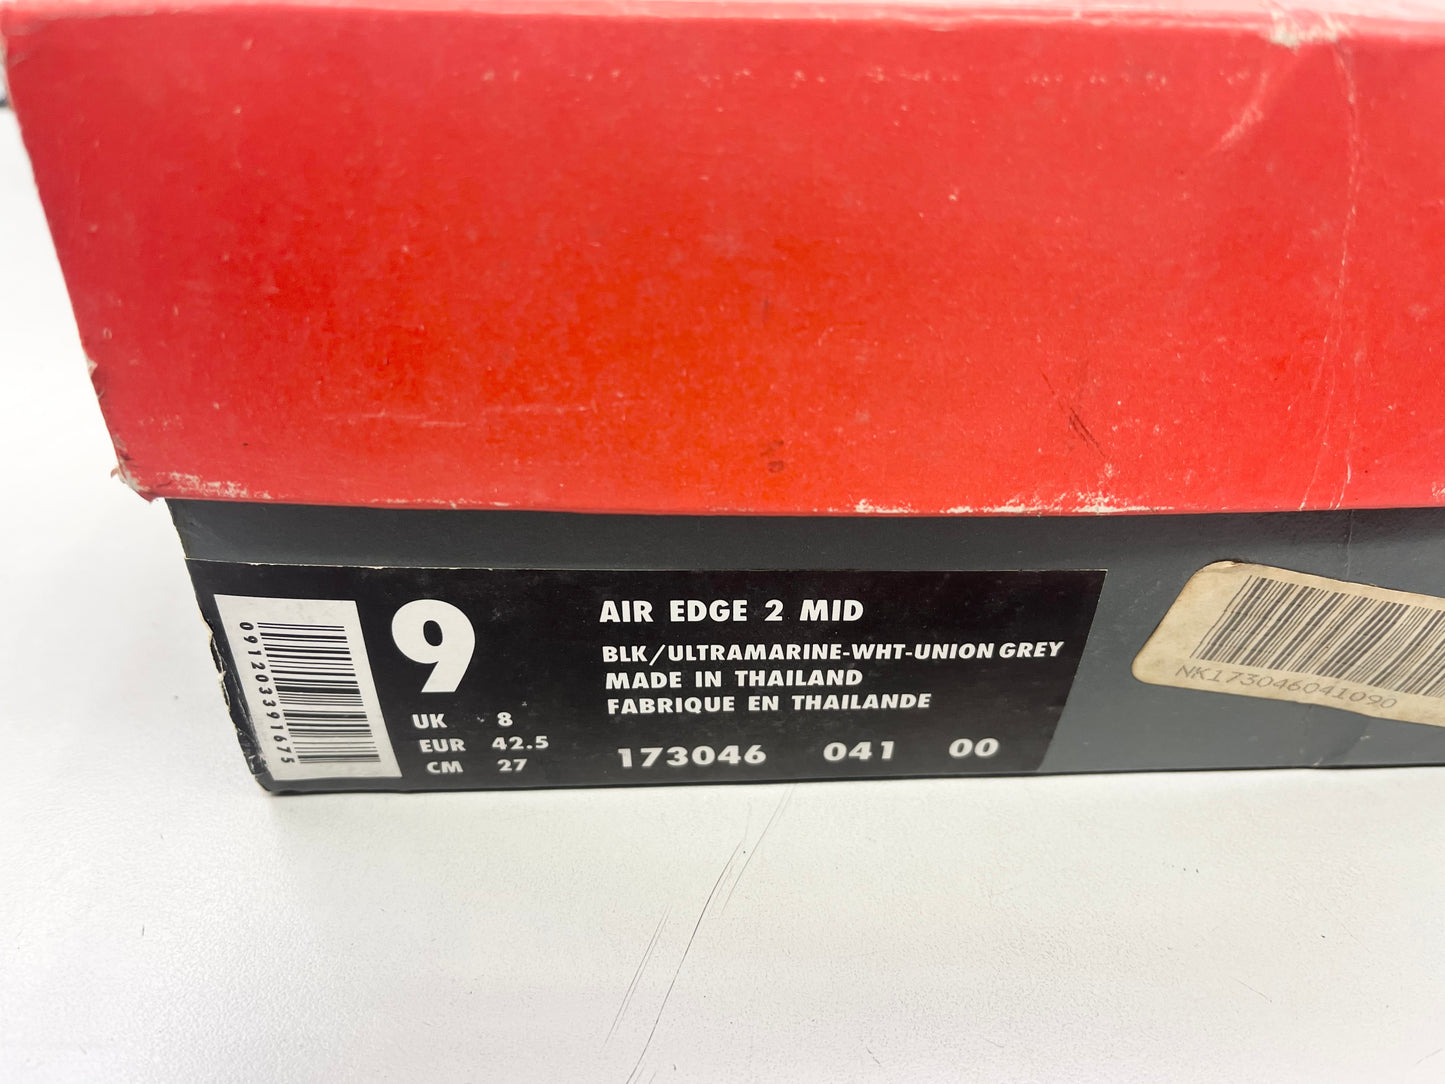 091203391675
9
UK 8
EUR 42.5
CM 27
AIR EDGE 2 MID
BLK/ULTRAMARINE-WHT-UNION GREY
MADE IN THAILAND
FABRIQUE EN THAILANDE
173046 041 00
NK173046041090